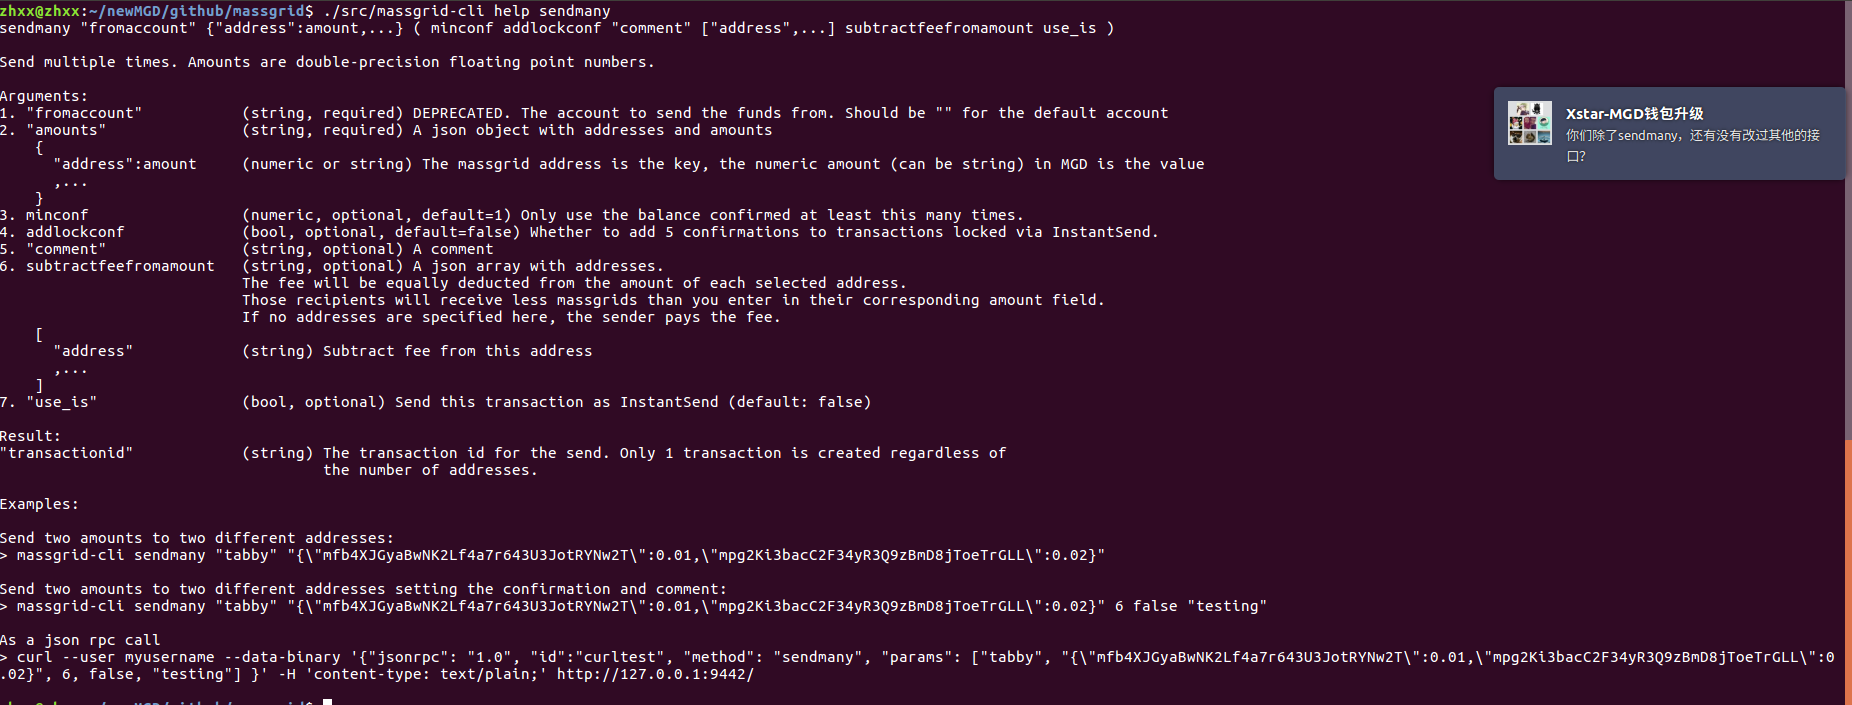 zhxx@zhxx:~/newMGD/github/massgrid$ ./src/massgrid-cli help sendmany
sendmany "fromaccount" {"address":amount,...} ( minconf addlockconf "comment" ["address",...] subtractfeefromamount use_is )
Send multiple times. Amounts are double-precision floating point numbers.
Arguments:
1. "fromaccount"           (string, required) DEPRECATED. The account to send the funds from. Should be "" for the default account
2. "amounts"               (string, required) A json object with addresses and amounts
    {
      "address":amount     (numeric or string) The massgrid address is the key, the numeric amount (can be string) in MGD is the value
      ,...
    }
3. minconf                 (numeric, optional, default=1) Only use the balance confirmed at least this many times.
4. addlockconf             (bool, optional, default=false) Whether to add 5 confirmations to transactions locked via InstantSend.
5. "comment"               (string, optional) A comment
6. subtractfeefromamount   (string, optional) A json array with addresses.
                           The fee will be equally deducted from the amount of each selected address.
                           Those recipients will receive less massgrids than you enter in their corresponding amount field.
                           If no addresses are specified here, the sender pays the fee.
    [
      "address"            (string) Subtract fee from this address
      ,...
    ]
7. "use_is"                (bool, optional) Send this transaction as InstantSend (default: false)
Result:
"transactionid"            (string) The transaction id for the send. Only 1 transaction is created regardless of
                                    the number of addresses.
Examples:
Send two amounts to two different addresses:
> massgrid-cli sendmany "tabby" "{\"mfb4XJGyaBwNK2Lf4a7r643U3JotRYNw2T\":0.01,\"mpg2Ki3bacC2F34yR3Q9zBmD8jToeTrGLL\":0.02}"
Send two amounts to two different addresses setting the confirmation and comment:
> massgrid-cli sendmany "tabby" "{\"mfb4XJGyaBwNK2Lf4a7r643U3JotRYNw2T\":0.01,\"mpg2Ki3bacC2F34yR3Q9zBmD8jToeTrGLL\":0.02}" 6 false "testing"
As a json rpc call
> curl --user myusername --data-binary '{"jsonrpc": "1.0", "id":"curltest", "method": "sendmany", "params": ["tabby", "{\"mfb4XJGyaBwNK2Lf4a7r643U3JotRYNw2T\":0.01,\"mpg2Ki3bacC2F34yR3Q9zBmD8jToeTrGLL\":0
.02}", 6, false, "testing"] }' -H 'content-type: text/plain;' http://127.0.0.1:9442/
zhxx@zhxx:~/newMGD/github/massgrid$
Xstar-MGD钱包升级
你们除了sendmany，还有没有改过其他的接
口？